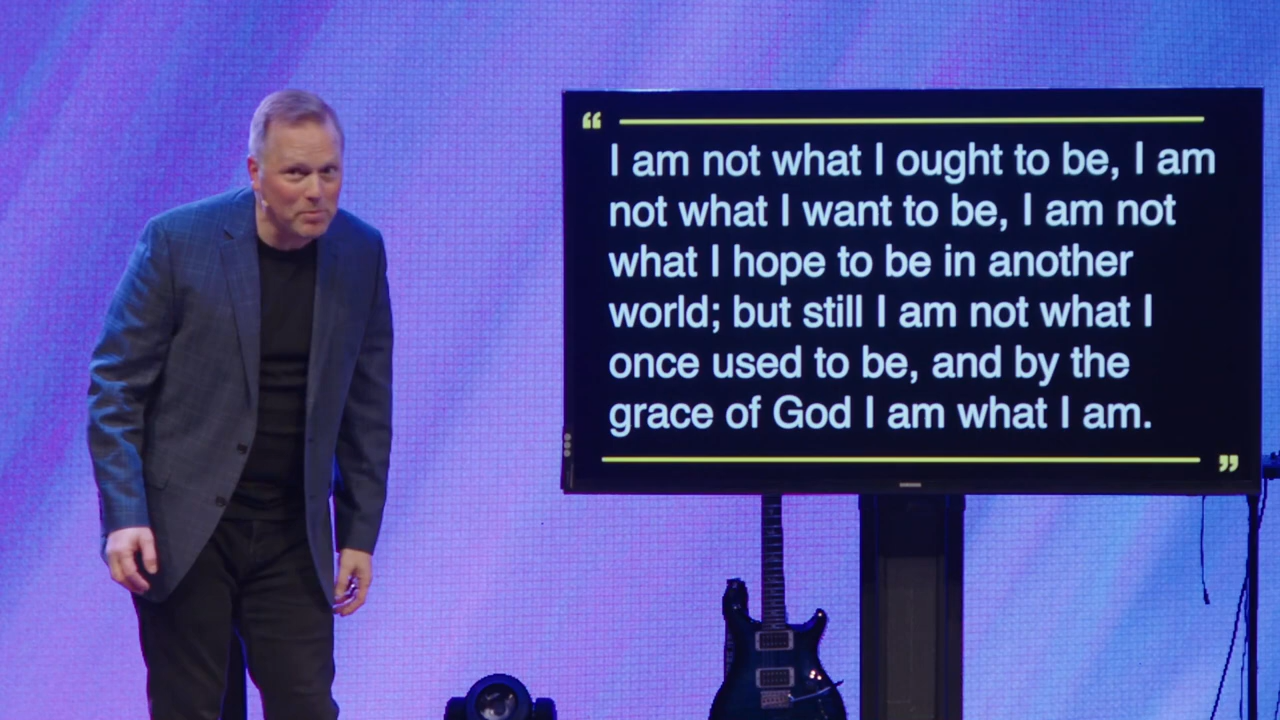 “
I am not what I ought to be, I am
not what I want to be, I am not
what I hope to be in another
world; but still I am not what I
once used to be, and by the
grace of God I am what I am.
”